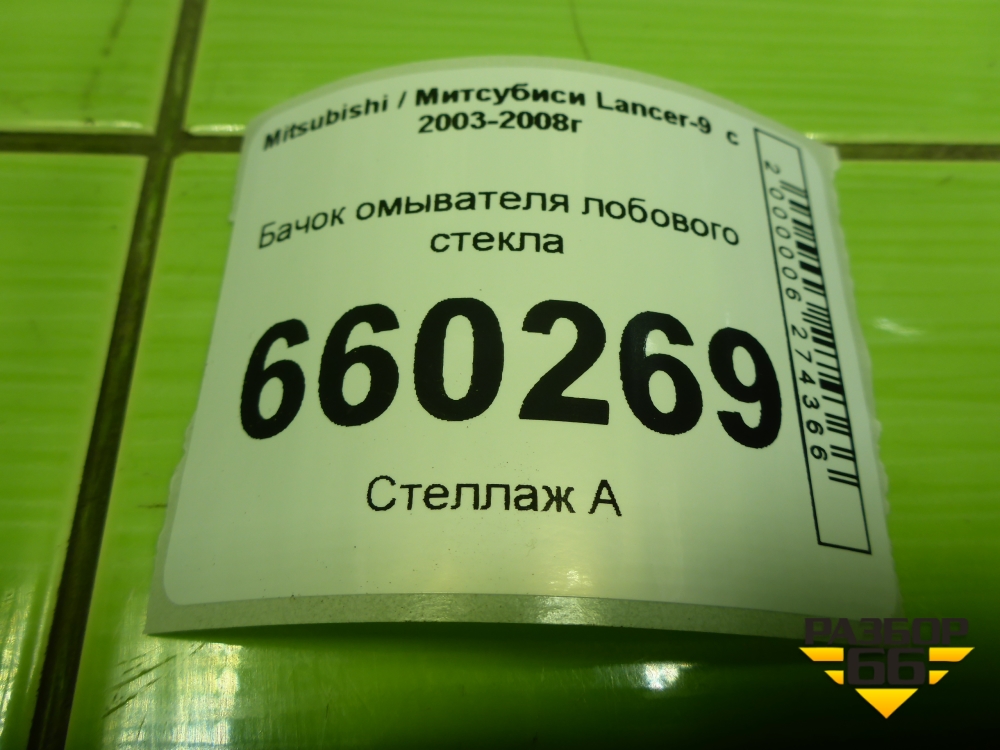 Mitsubishi / Митсубиси Lancer-9 с
2003-2008г
Бачок омывателя лобового
стекла
660269
Стеллаж А
2000006274366
РАЗБОР
66